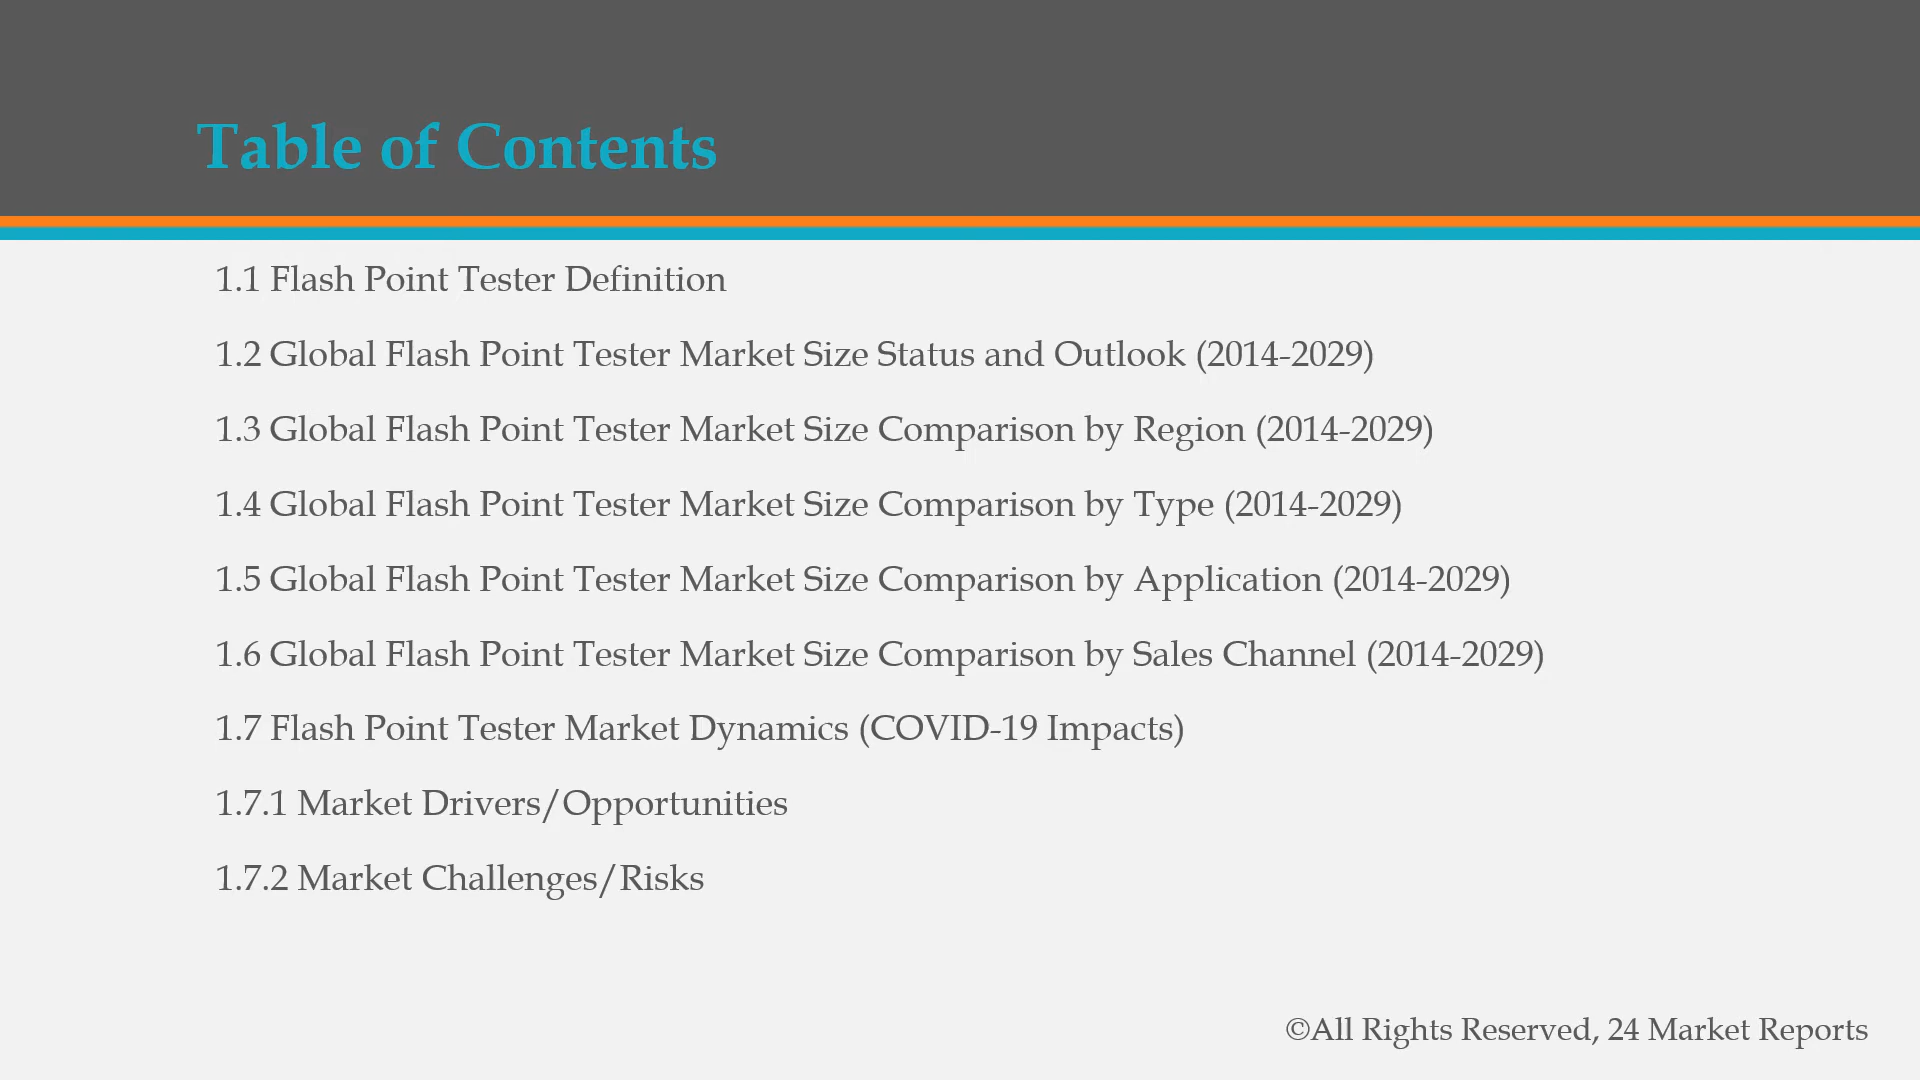 Table of Contents
1.1 Flash Point Tester Definition
1.2 Global Flash Point Tester Market Size Status and Outlook (2014-2029)
1.3 Global Flash Point Tester Market Size Comparison by Region (2014-2029)
1.4 Global Flash Point Tester Market Size Comparison by Type (2014-2029)
1.5 Global Flash Point Tester Market Size Comparison by Application (2014-2029)
1.6 Global Flash Point Tester Market Size Comparison by Sales Channel (2014-2029)
1.7 Flash Point Tester Market Dynamics (COVID-19 Impacts)
1.7.1 Market Drivers/Opportunities
1.7.2 Market Challenges/Risks
©All Rights Reserved, 24 Market Reports